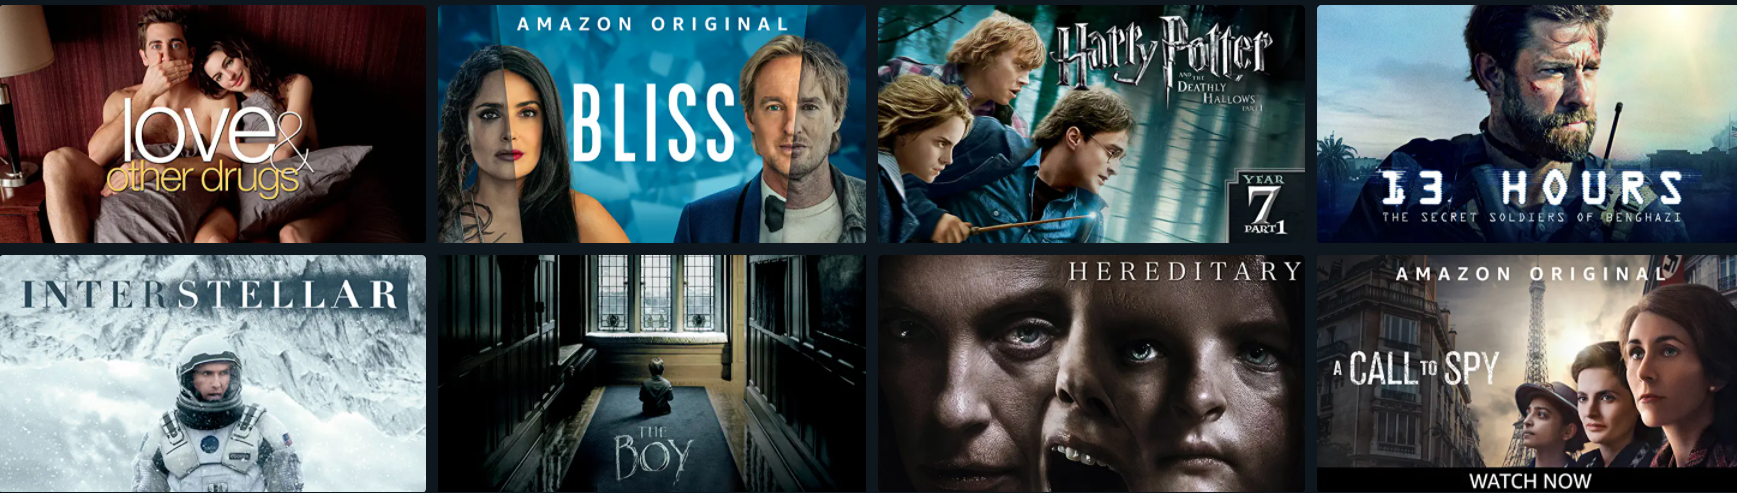 love &
other drugs
AMAZON ORIGINAL
BLISS
Harry Potter
AND THE
DEATHLY
HALLOWS
PART 1
YEAR
7
PART 1
13 HOURS
THE SECRET SOLDIERS OF BENGHAZI
INTERSTELLAR
THE
BOY
HEREDITARY
AMAZON ORIGINAL
A CALL TO SPY
WATCH NOW